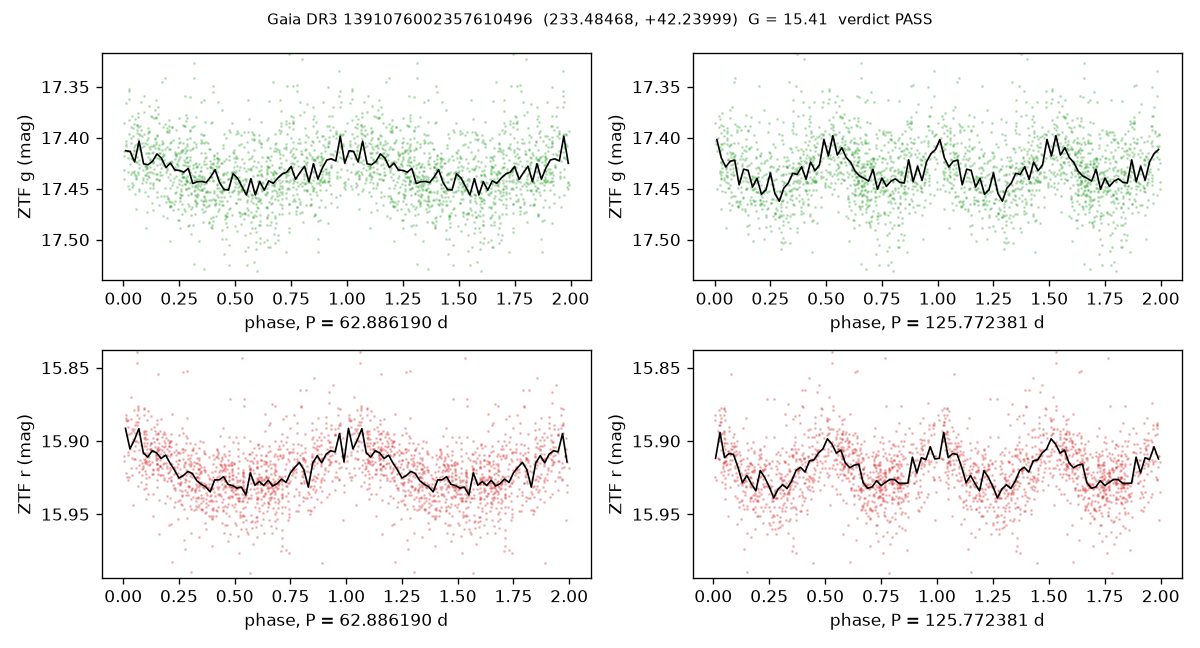 Gaia DR3 1391076002357610496 (233.48468, +42.23999) G = 15.41 verdict PASS
ZTF g (mag)
17.35
17.40
17.45
17.50
0.00 0.25 0.50 0.75 1.00 1.25 1.50 1.75 2.00
phase, P = 62.886190 d
ZTF g (mag)
17.35
17.40
17.45
17.50
0.00 0.25 0.50 0.75 1.00 1.25 1.50 1.75 2.00
phase, P = 125.772381 d
ZTF r (mag)
15.85
15.90
15.95
0.00 0.25 0.50 0.75 1.00 1.25 1.50 1.75 2.00
phase, P = 62.886190 d
ZTF r (mag)
15.85
15.90
15.95
0.00 0.25 0.50 0.75 1.00 1.25 1.50 1.75 2.00
phase, P = 125.772381 d